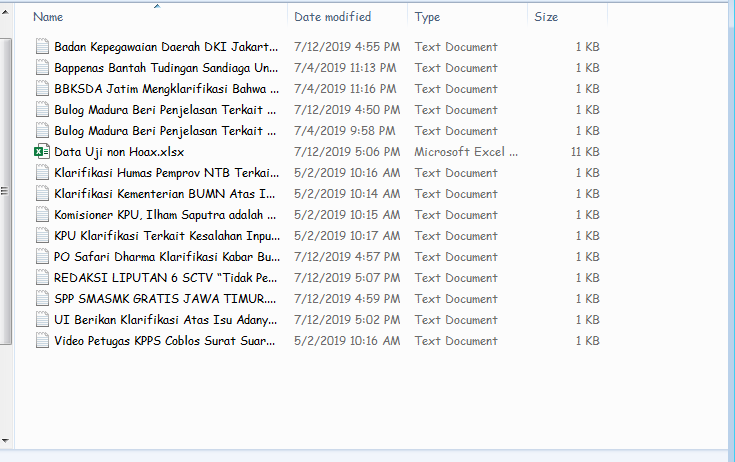 Name Date modified Type Size
Badan Kepegawaian Daerah DKI Jakart... 7/12/2019 4:55 PM Text Document 1 KB
Bappenas Bantah Tudingan Sandiaga Un... 7/4/2019 11:13 PM Text Document 1 KB
BBKSDA Jatim Mengklarifikasi Bahwa ... 7/4/2019 11:16 PM Text Document 1 KB
Bulog Madura Beri Penjelasan Terkait ... 7/12/2019 4:50 PM Text Document 1 KB
Bulog Madura Beri Penjelasan Terkait ... 7/4/2019 9:58 PM Text Document 1 KB
Data Uji non Hoax.xlsx 7/12/2019 5:06 PM Microsoft Excel ... 11 KB
Klarifikasi Humas Pemprov NTB Terkai... 5/2/2019 10:16 AM Text Document 1 KB
Klarifikasi Kementerian BUMN Atas I... 5/2/2019 10:14 AM Text Document 1 KB
Komisioner KPU, Ilham Saputra adalah ... 5/2/2019 10:15 AM Text Document 1 KB
KPU Klarifikasi Terkait Kesalahan Inpu... 5/2/2019 10:17 AM Text Document 1 KB
PO Safari Dharma Klarifikasi Kabar Bu... 7/12/2019 4:57 PM Text Document 1 KB
REDAKSI LIPUTAN 6 SCTV “Tidak Pe... 7/12/2019 5:07 PM Text Document 1 KB
SPP SMASMK GRATIS JAWA TIMUR.... 7/12/2019 4:59 PM Text Document 1 KB
UI Berikan Klarifikasi Atas Isu Adany... 7/12/2019 5:02 PM Text Document 1 KB
Video Petugas KPPS Coblos Surat Suar... 5/2/2019 10:16 AM Text Document 1 KB